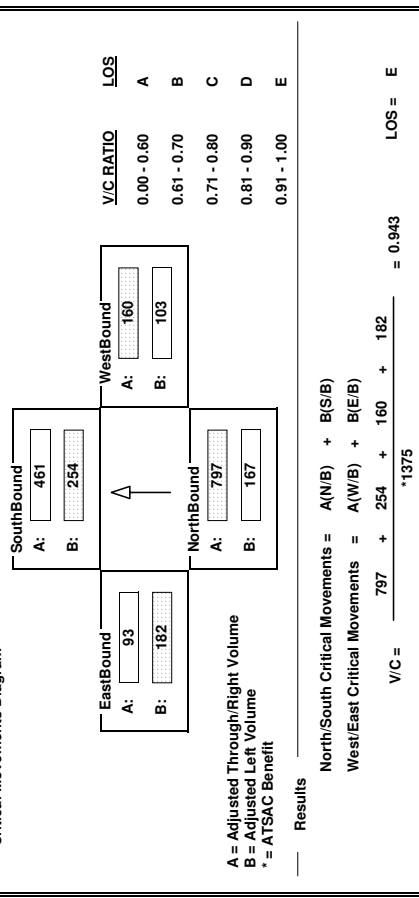 SouthBound
A: 461
B: 254
EastBound
A: 93
B: 182
WestBound
A: 160
B: 103
NorthBound
A: 797
B: 167
V/C RATIO LOS
0.00 - 0.60 A
0.61 - 0.70 B
0.71 - 0.80 C
0.81 - 0.90 D
0.91 - 1.00 E
A = Adjusted Through/Right Volume
B = Adjusted Left Volume
* = ATSAC Benefit
Results
North/South Critical Movements = A(N/B) + B(S/B)
West/East Critical Movements = A(W/B) + B(E/B)
V/C = 797 + 254 + 160 + 182 = 0.943 LOS = E
*1375